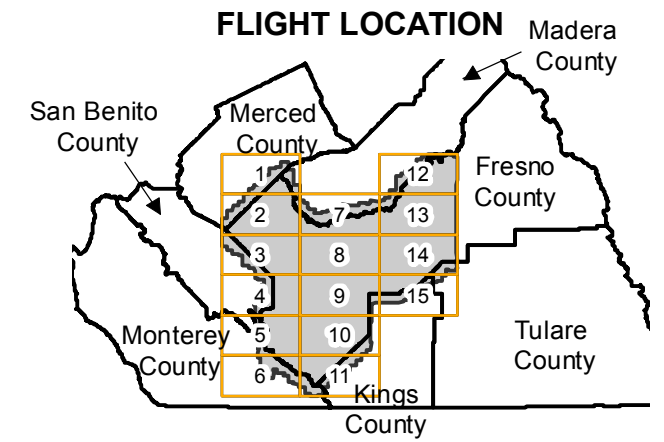 FLIGHT LOCATION
Madera
County
San Benito
County
Merced
County
Fresno
County
1
12
2
7
13
3
8
14
4
9
15
5
10
6
11
Monterey
County
Tulare
County
Kings
County